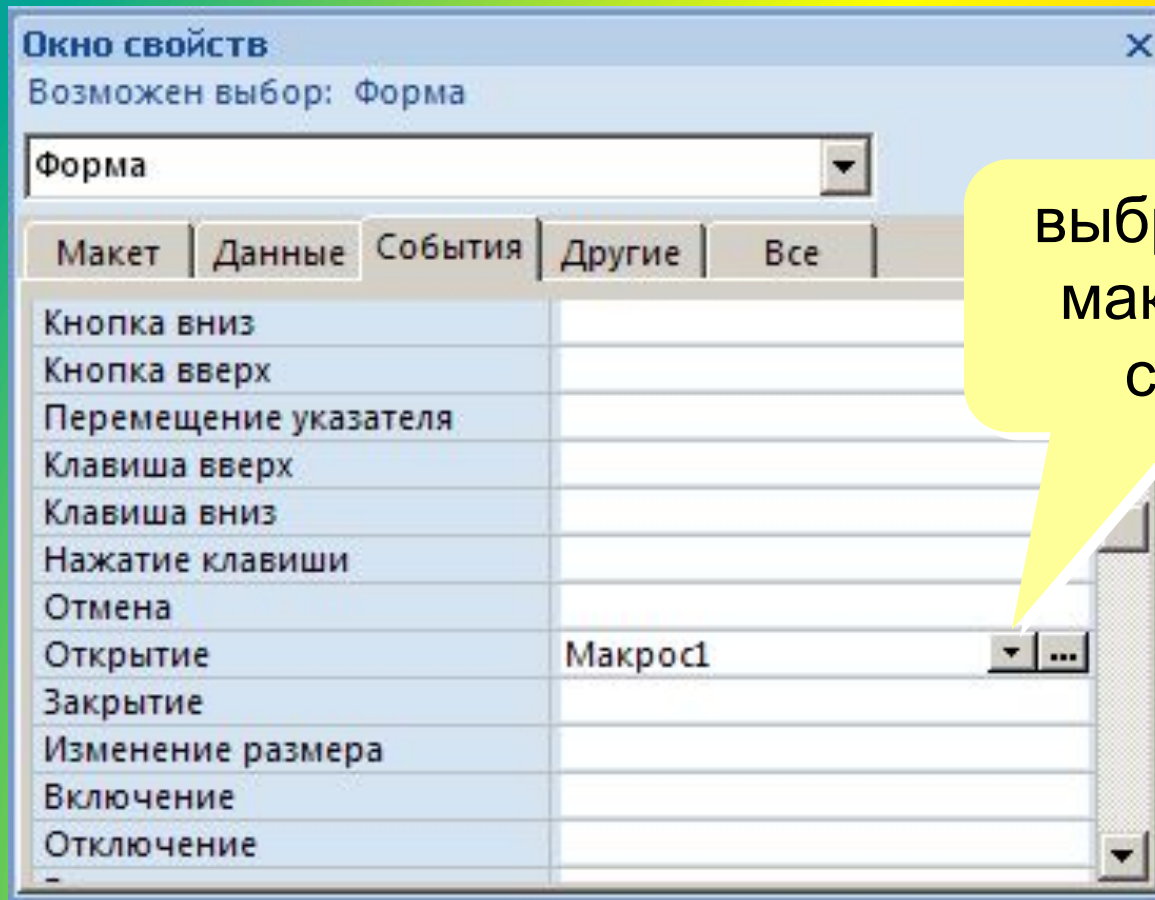 Окно свойств
Возможен выбор: Форма
Форма
Макет Данные События Другие Все
Кнопка вниз
Кнопка вверх
Перемещение указателя
Клавиша вверх
Клавиша вниз
Нажатие клавиши
Отмена
Открытие Макрос1 ...
Закрытие
Изменение размера
Включение
Отключение